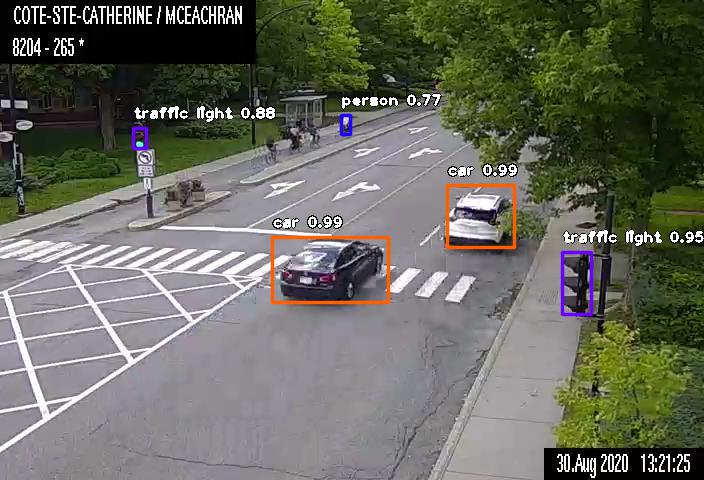 COTE-STE-CATHERINE / MCEACHRAN
8204 - 265 *
traffic light 0.88
person 0.77
car 0.99
car 0.99
traffic light 0.95
30.Aug 2020 13:21:25